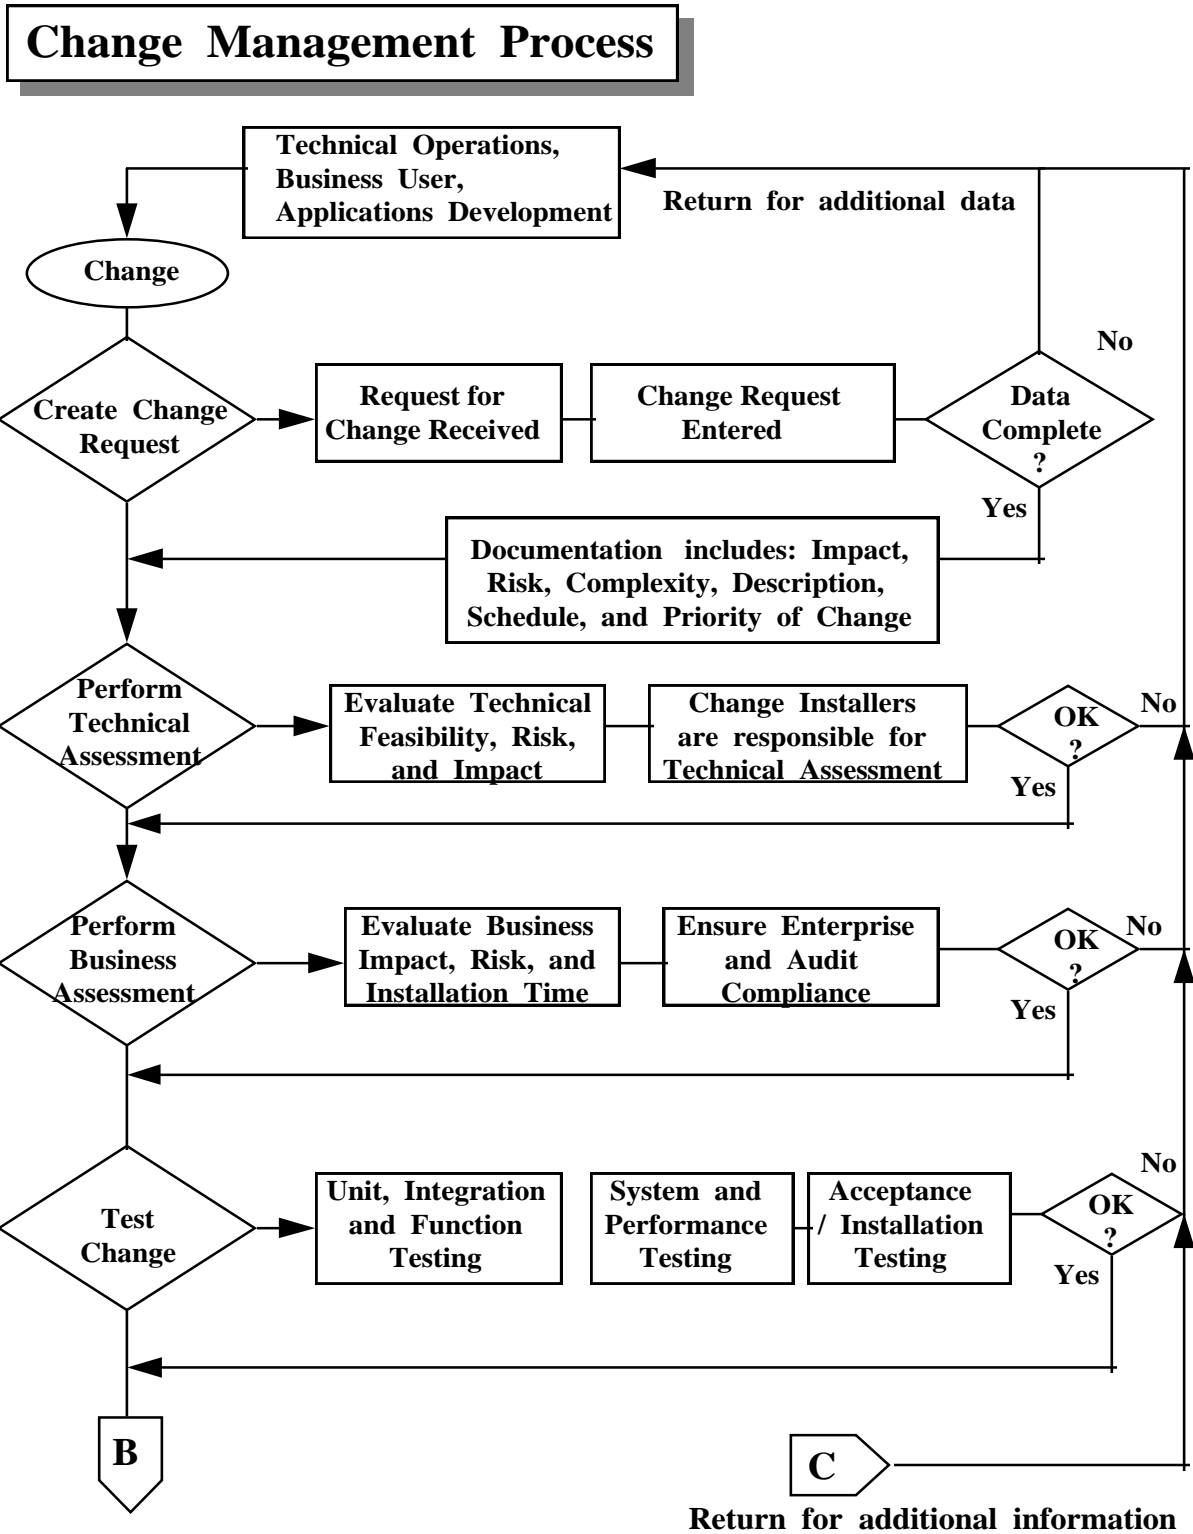 Change Management Process
Technical Operations,
Business User,
Applications Development
Return for additional data
Change
No
Create Change
Request
Request for
Change Received
Change Request
Entered
Data
Complete
?
Yes
Documentation includes: Impact,
Risk, Complexity, Description,
Schedule, and Priority of Change
Perform
Technical
Assessment
Evaluate Technical
Feasibility, Risk,
and Impact
Change Installers
are responsible for
Technical Assessment
OK
?
No
Yes
Perform
Business
Assessment
Evaluate Business
Impact, Risk, and
Installation Time
Ensure Enterprise
and Audit
Compliance
OK
?
No
Yes
Test
Change
Unit, Integration
and Function
Testing
System and
Performance
Testing
Acceptance
/ Installation
Testing
OK
?
No
Yes
B
C
Return for additional information